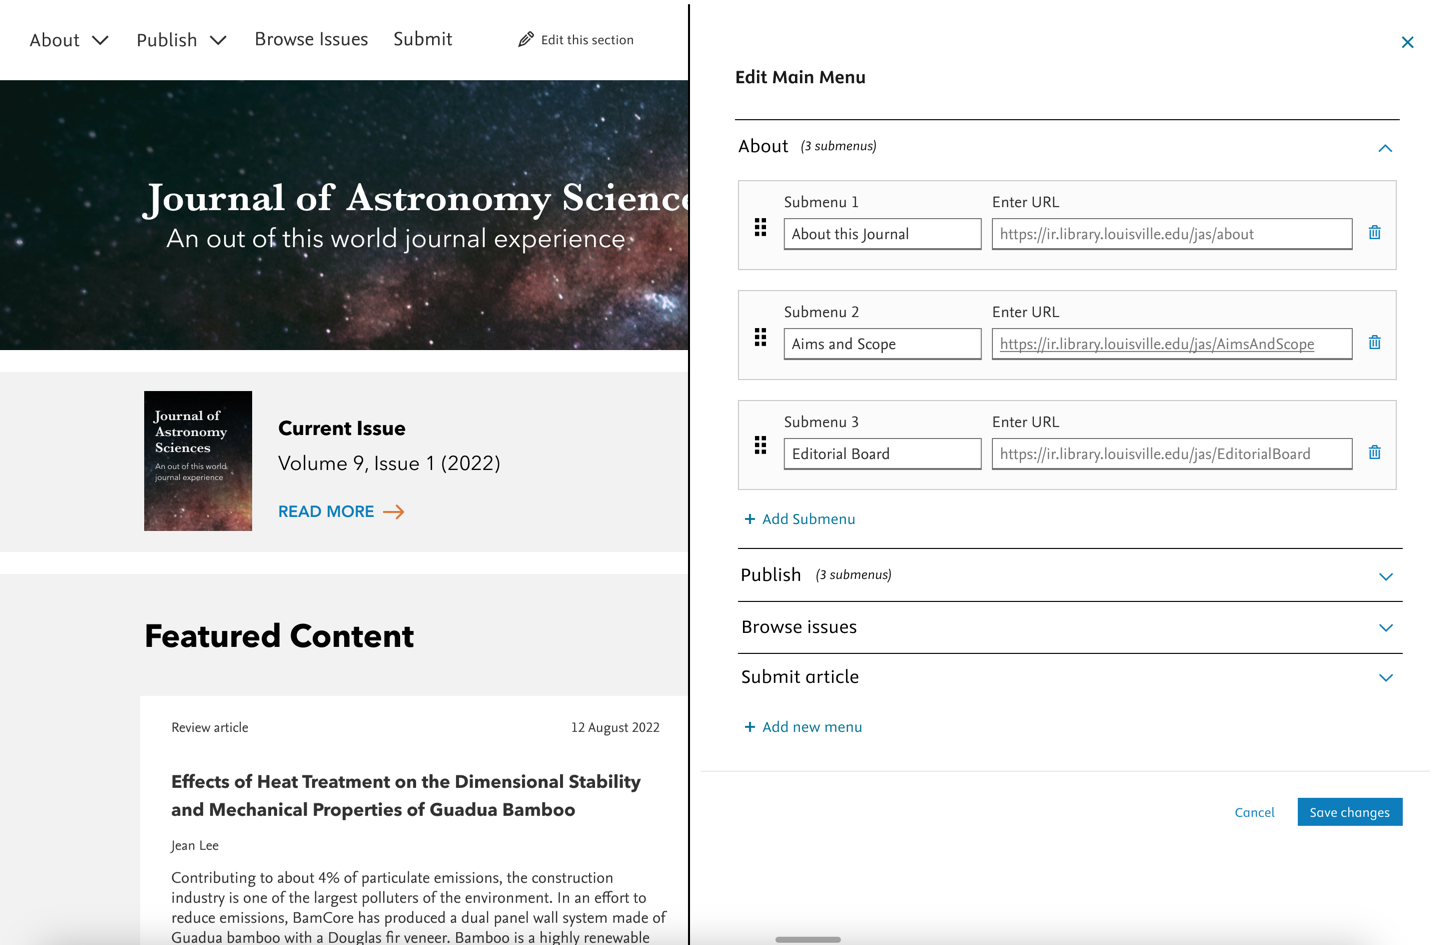 About
Publish
Browse Issues
Submit
Edit this section
Journal of Astronomy Science
An out of this world journal experience
Journal of
Astronomy
Sciences
An out of this world
journal experience
Current Issue
Volume 9, Issue 1 (2022)
READ MORE
Featured Content
Review article
12 August 2022
Effects of Heat Treatment on the Dimensional Stability
and Mechanical Properties of Guadua Bamboo
Jean Lee
Contributing to about 4% of particulate emissions, the construction
industry is one of the largest polluters of the environment. In an effort to
reduce emissions, BamCore has produced a dual panel wall system made of
Guadua bamboo with a Douglas fir veneer. Bamboo is a highly renewable
Edit Main Menu
About (3 submenus)
Submenu 1
Enter URL
About this Journal
https://ir.library.louisville.edu/jas/about
Submenu 2
Enter URL
Aims and Scope
https://ir.library.louisville.edu/jas/AimsAndScope
Submenu 3
Enter URL
Editorial Board
https://ir.library.louisville.edu/jas/EditorialBoard
+ Add Submenu
Publish (3 submenus)
Browse issues
Submit article
+ Add new menu
Cancel
Save changes